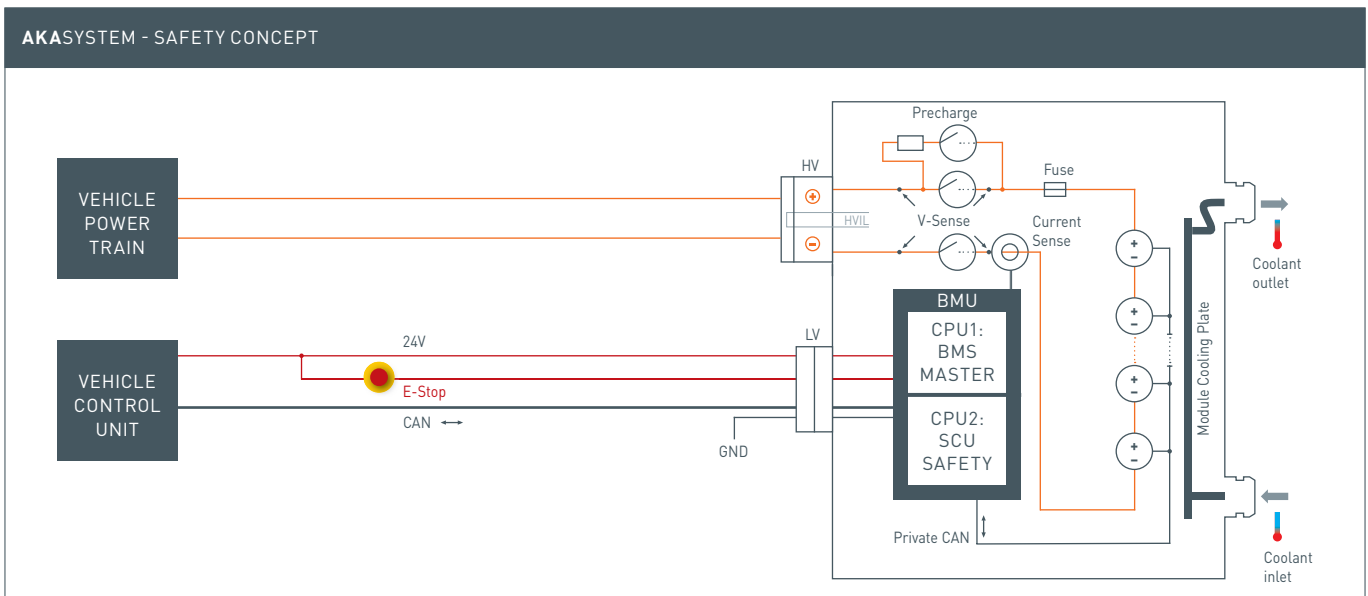 AKASYSTEM - SAFETY CONCEPT
VEHICLE
POWER
TRAIN
VEHICLE
CONTROL
UNIT
24V
E-Stop
CAN
GND
HV
HVIL
LV
Precharge
Fuse
V-Sense
Current
Sense
BMU
CPU1:
BMS
MASTER
CPU2:
SCU
SAFETY
Private CAN
Module Cooling Plate
Coolant
outlet
Coolant
inlet